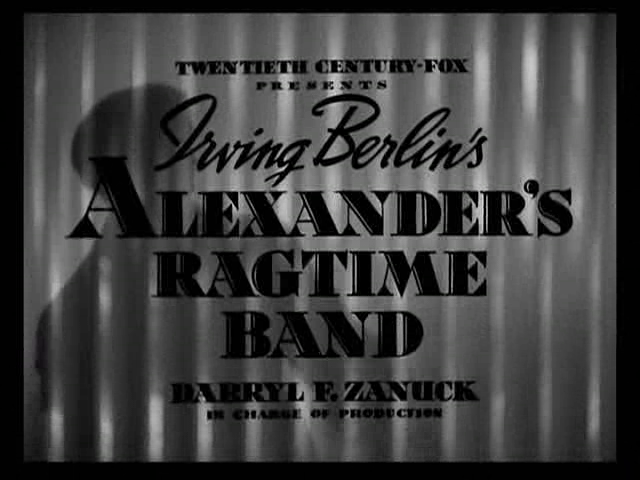 TWENTIETH CENTURY-FOX
PRESENTS
Irving Berlin's
ALEXANDER'S
RAGTIME
BAND
DARRYL F. ZANUCK
IN CHARGE OF PRODUCTION